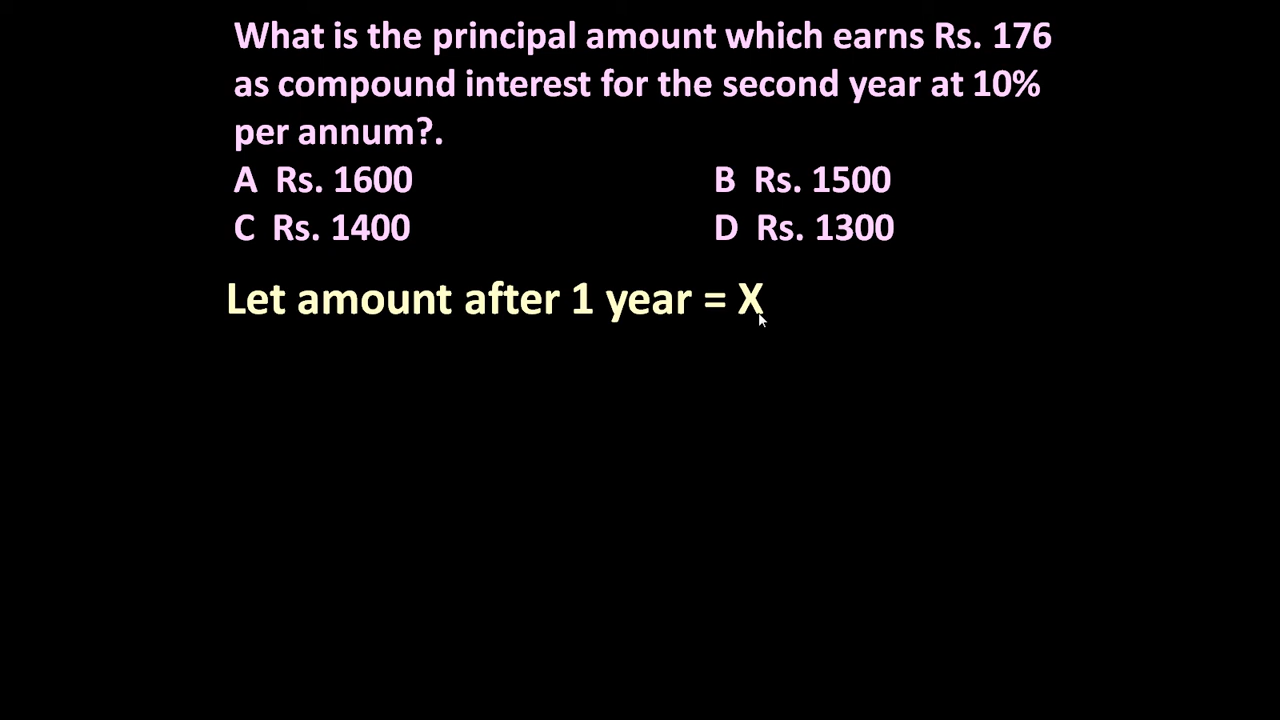 What is the principal amount which earns Rs. 176
as compound interest for the second year at 10%
per annum?.
A Rs. 1600 B Rs. 1500
C Rs. 1400 D Rs. 1300
Let amount after 1 year = X